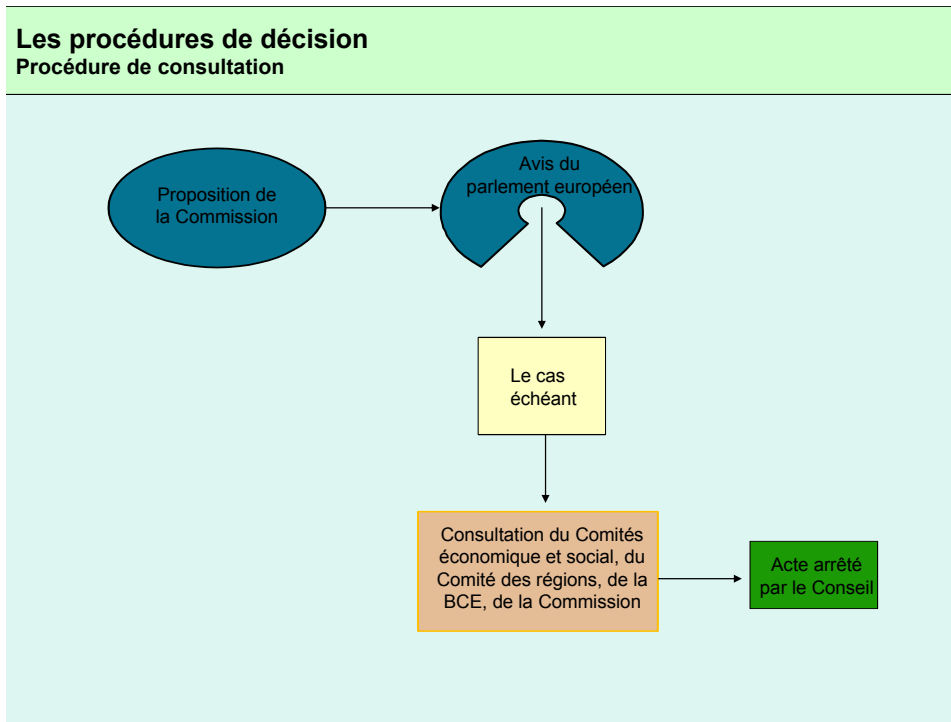 Les procédures de décision
Procédure de consultation
Proposition de
la Commission
Avis du
parlement européen
Le cas
échéant
Consultation du Comités
économique et social, du
Comité des régions, de la
BCE, de la Commission
Acte arrêté
par le Conseil